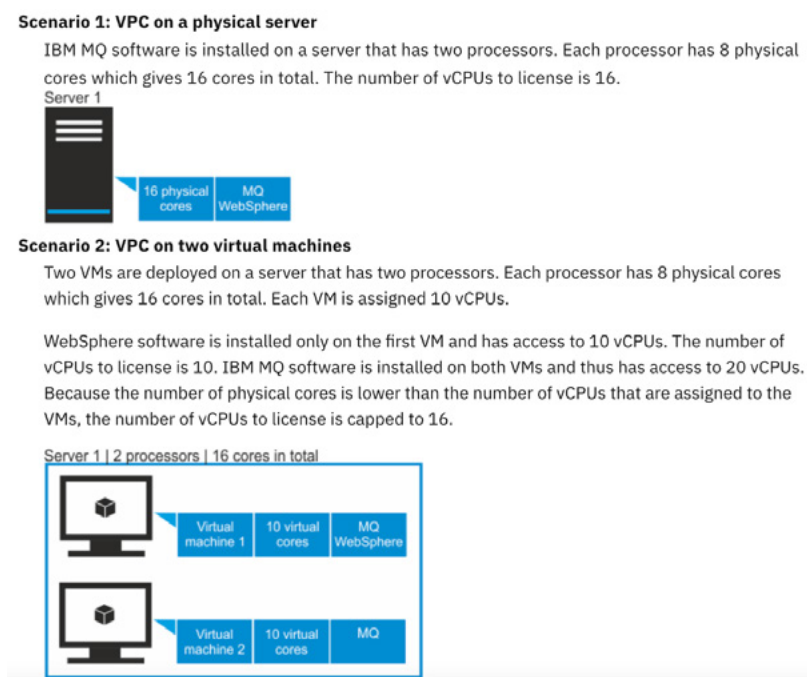 Scenario 1: VPC on a physical server
IBM MQ software is installed on a server that has two processors. Each processor has 8 physical
cores which gives 16 cores in total. The number of vCPUs to license is 16.
Server 1
16 physical cores
MQ WebSphere
Scenario 2: VPC on two virtual machines
Two VMs are deployed on a server that has two processors. Each processor has 8 physical cores
which gives 16 cores in total. Each VM is assigned 10 vCPUs.
WebSphere software is installed only on the first VM and has access to 10 vCPUs. The number of
vCPUs to license is 10. IBM MQ software is installed on both VMs and thus has access to 20 vCPUs.
Because the number of physical cores is lower than the number of vCPUs that are assigned to the
VMs, the number of vCPUs to license is capped to 16.
Server 1 | 2 processors | 16 cores in total
Virtual machine 1
10 virtual cores
MQ WebSphere
Virtual machine 2
10 virtual cores
MQ